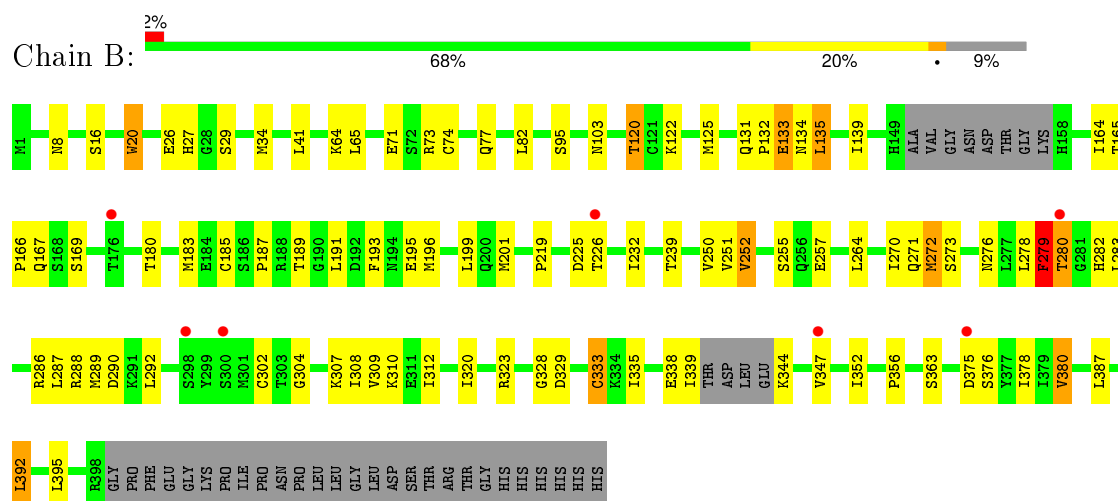 2%
Chain B:
68% 20% • 9%
M1 N8 S16 W20 E26 H27 G28 S29 M34 L41 K64 L65 E71 S72 R73 C74 Q77 L82 S95 N103 T120 C121 K122 M125 Q131 P132 E133 N134 L135 I139 H149 ALA VAL GLY ASN ASP THR GLY LYS H158 I164 T165
P166 Q167 S168 S169 T176 T180 M183 E184 C185 S186 P187 R188 T189 G190 L191 D192 F193 N194 E195 M196 L199 Q200 M201 P219 D225 T226 I232 T239 V250 V251 V252 S255 Q256 E257 L264 I270 Q271 M272 S273 N276 L277 L278 F279 T280 G281 H282 L283
R286 L287 R288 M289 D290 K291 L292 S298 Y299 S300 M301 C302 T303 G304 K307 I308 V309 K310 E311 I312 I320 R323 G328 D329 C333 K334 I335 E338 I339 THR ASP LEU GLU K344 V347 I352 P356 S363 D375 S376 Y377 I378 I379 V380 L387
L392 L395 R398 GLY PRO PHE GLU GLY LYS PRO ILE PRO ASN PRO LEU LEU GLY LEU ASP SER THR ARG THR GLY HIS HIS HIS HIS HIS HIS